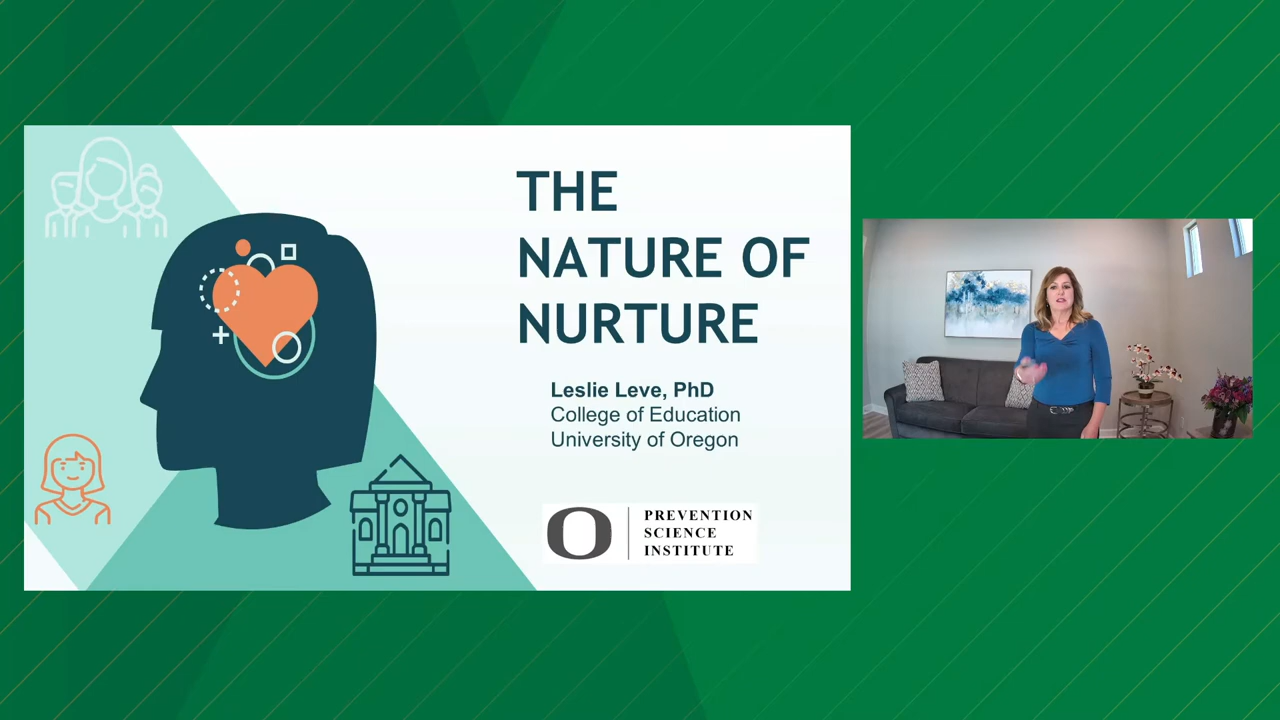 THE
NATURE OF
NURTURE
Leslie Leve, PhD
College of Education
University of Oregon
O
PREVENTION
SCIENCE
INSTITUTE